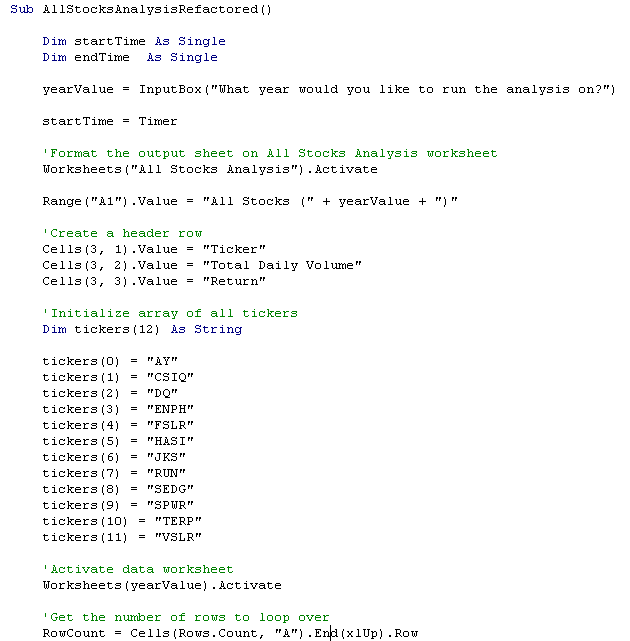 Sub AllStocksAnalysisRefactored()
Dim startTime As Single
Dim endTime  As Single
yearValue = InputBox("What year would you like to run the analysis on?")
startTime = Timer
'Format the output sheet on All Stocks Analysis worksheet
Worksheets("All Stocks Analysis").Activate
Range("A1").Value = "All Stocks (" + yearValue + ")"
'Create a header row
Cells(3, 1).Value = "Ticker"
Cells(3, 2).Value = "Total Daily Volume"
Cells(3, 3).Value = "Return"
'Initialize array of all tickers
Dim tickers(12) As String
tickers(0) = "AY"
tickers(1) = "CSIQ"
tickers(2) = "DQ"
tickers(3) = "ENPH"
tickers(4) = "FSLR"
tickers(5) = "HASI"
tickers(6) = "JKS"
tickers(7) = "RUN"
tickers(8) = "SEDG"
tickers(9) = "SPWR"
tickers(10) = "TERP"
tickers(11) = "VSLR"
'Activate data worksheet
Worksheets(yearValue).Activate
'Get the number of rows to loop over
RowCount = Cells(Rows.Count, "A").End(xlUp).Row